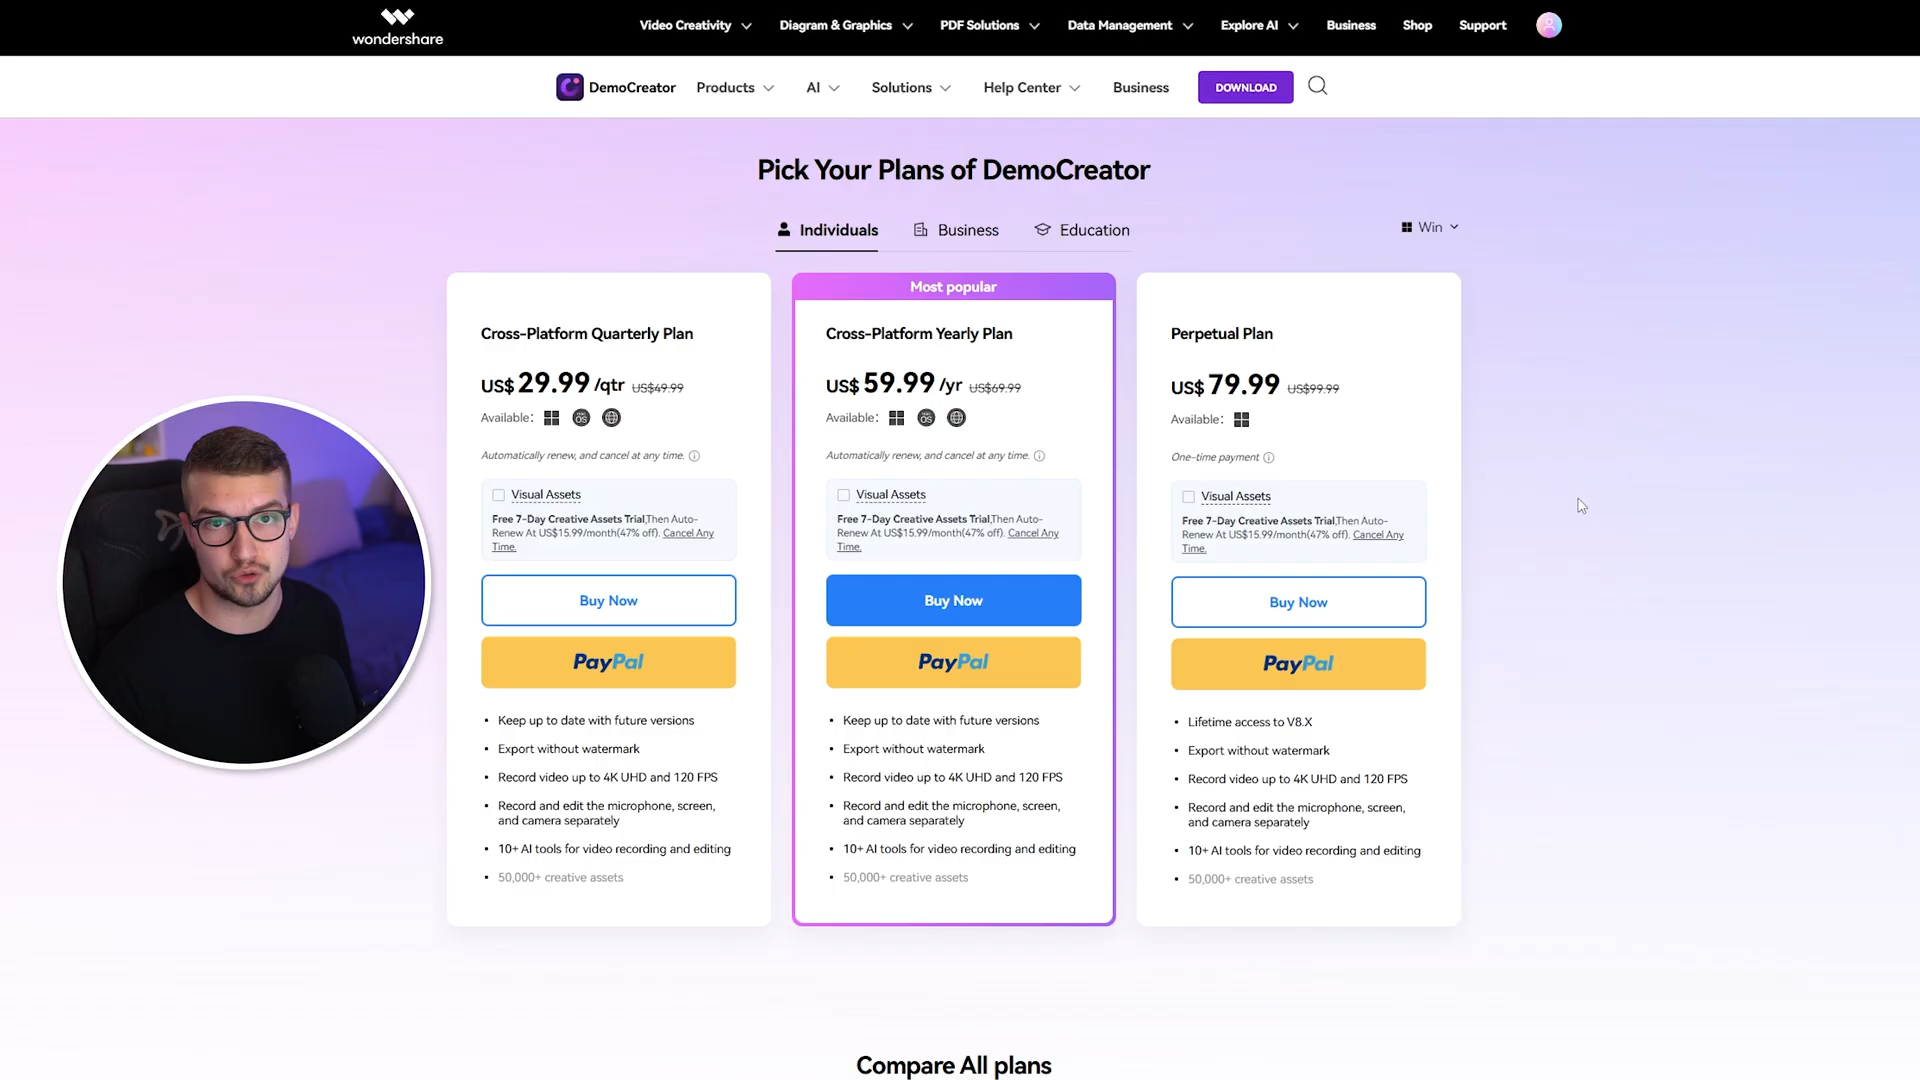 wondershare
Video Creativity
Diagram & Graphics
PDF Solutions
Data Management
Explore AI
Business
Shop
Support
DemoCreator
Products
AI
Solutions
Help Center
Business
DOWNLOAD
Pick Your Plans of DemoCreator
Individuals
Business
Education
Win
Cross-Platform Quarterly Plan
US$ 29.99 /qtr US$49.99
Available:
Automatically renew, and cancel at any time.
Visual Assets
Free 7-Day Creative Assets Trial,Then Auto-
Renew At US$15.99/month(47% off). Cancel Any
Time.
Buy Now
PayPal
• Keep up to date with future versions
• Export without watermark
• Record video up to 4K UHD and 120 FPS
• Record and edit the microphone, screen,
and camera separately
• 10+ AI tools for video recording and editing
• 50,000+ creative assets
Most popular
Cross-Platform Yearly Plan
US$ 59.99 /yr US$69.99
Available:
Automatically renew, and cancel at any time.
Visual Assets
Free 7-Day Creative Assets Trial,Then Auto-
Renew At US$15.99/month(47% off). Cancel Any
Time.
Buy Now
PayPal
• Keep up to date with future versions
• Export without watermark
• Record video up to 4K UHD and 120 FPS
• Record and edit the microphone, screen,
and camera separately
• 10+ AI tools for video recording and editing
• 50,000+ creative assets
Perpetual Plan
US$ 79.99 US$99.99
Available:
One-time payment
Visual Assets
Free 7-Day Creative Assets Trial,Then Auto-
Renew At US$15.99/month(47% off). Cancel Any
Time.
Buy Now
PayPal
• Lifetime access to V8.X
• Export without watermark
• Record video up to 4K UHD and 120 FPS
• Record and edit the microphone, screen,
and camera separately
• 10+ AI tools for video recording and editing
• 50,000+ creative assets
Compare All plans